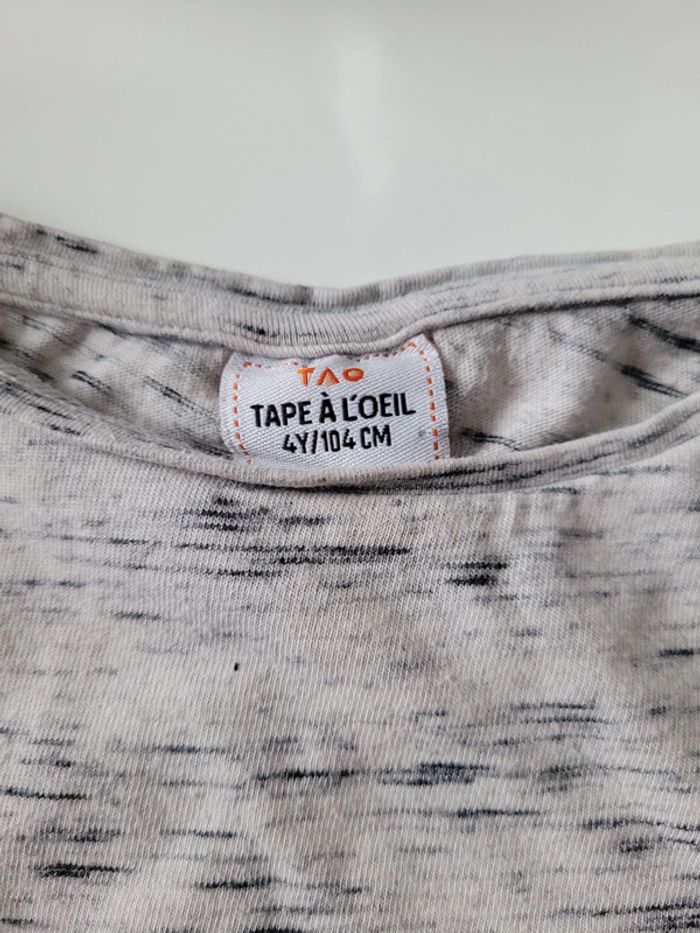 TAO
TAPE À L'OEIL
4Y/104 CM